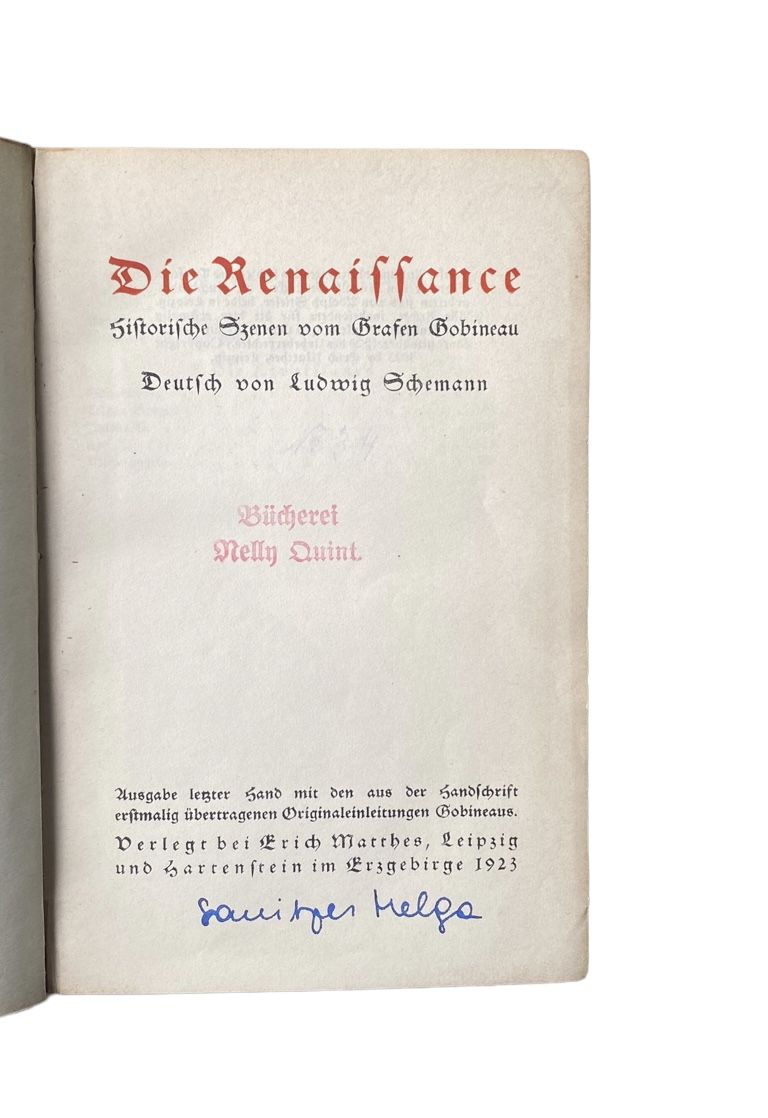 Die Renaiſſance
Hiſtoriſche Szenen vom Grafen Gobineau
Deutſch von Ludwig Schemann
Bücherei
Nelly Quint.
Ausgabe letzter Hand mit den aus der Handſchrift
erſtmalig übertragenen Originaleinleitungen Gobineaus.
Verlegt bei Erich Matthes, Leipzig
und Hartenſtein im Erzgebirge 1923
Helga